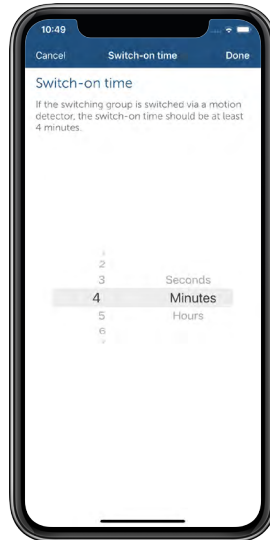 10:49
Cancel Switch-on time Done
Switch-on time
If the switching group is switched via a motion
detector, the switch-on time should be at least
4 minutes.
2
3 Seconds
4 Minutes
5 Hours
6